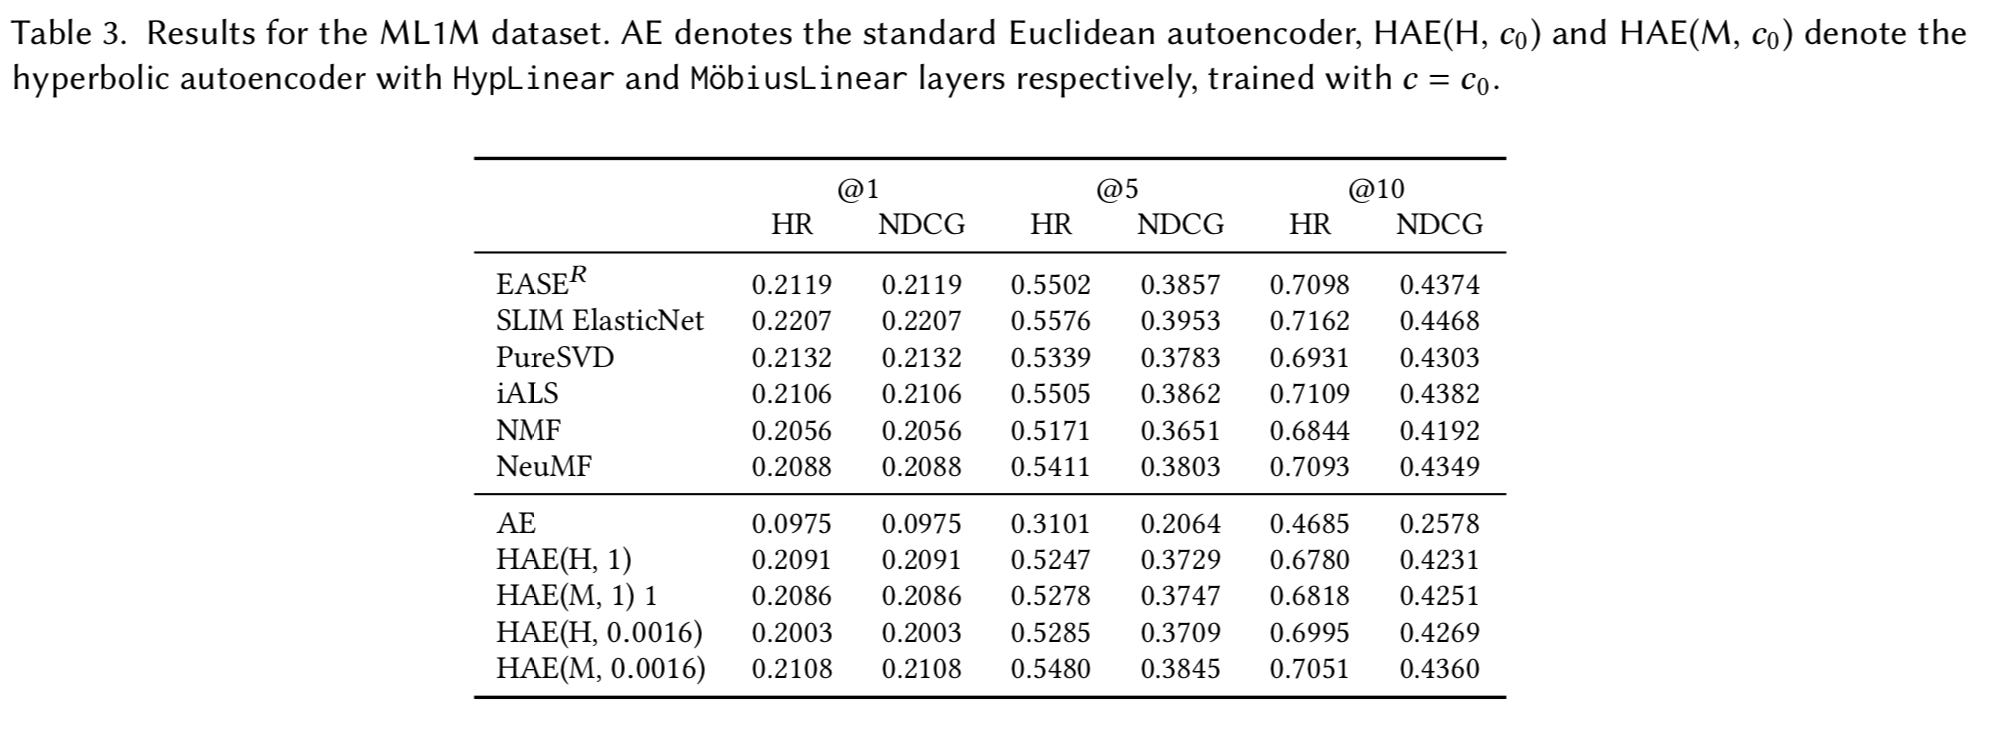 Table 3. Results for the ML1M dataset. AE denotes the standard Euclidean autoencoder, HAE(H, c₀) and HAE(M, c₀) denote the
hyperbolic autoencoder with HypLinear and MöbiusLinear layers respectively, trained with c = c₀.
@1 @5 @10
HR NDCG HR NDCG HR NDCG
EASEᴿ 0.2119 0.2119 0.5502 0.3857 0.7098 0.4374
SLIM ElasticNet 0.2207 0.2207 0.5576 0.3953 0.7162 0.4468
PureSVD 0.2132 0.2132 0.5339 0.3783 0.6931 0.4303
iALS 0.2106 0.2106 0.5505 0.3862 0.7109 0.4382
NMF 0.2056 0.2056 0.5171 0.3651 0.6844 0.4192
NeuMF 0.2088 0.2088 0.5411 0.3803 0.7093 0.4349
AE 0.0975 0.0975 0.3101 0.2064 0.4685 0.2578
HAE(H, 1) 0.2091 0.2091 0.5247 0.3729 0.6780 0.4231
HAE(M, 1) 1 0.2086 0.2086 0.5278 0.3747 0.6818 0.4251
HAE(H, 0.0016) 0.2003 0.2003 0.5285 0.3709 0.6995 0.4269
HAE(M, 0.0016) 0.2108 0.2108 0.5480 0.3845 0.7051 0.4360